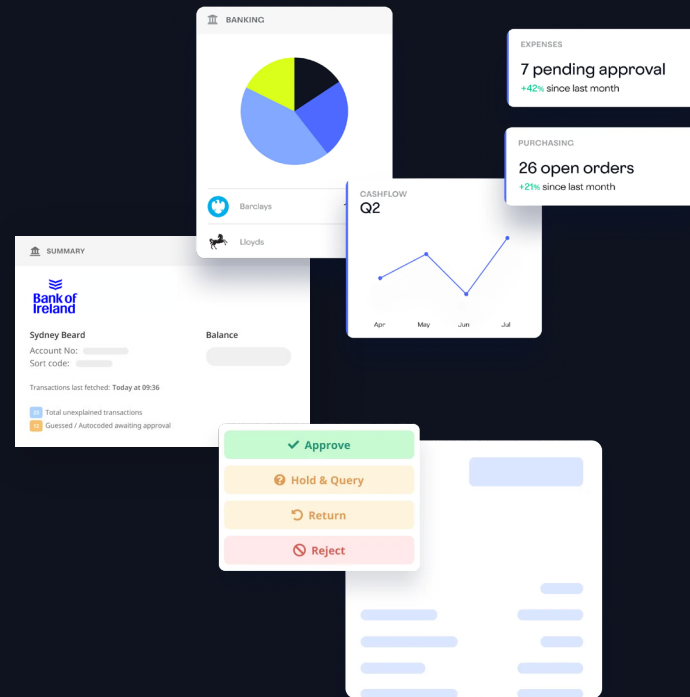 BANKING
Barclays
Lloyds
EXPENSES
7 pending approval
+42% since last month
PURCHASING
26 open orders
+21% since last month
CASHFLOW
Q2
Apr May Jun Jul
SUMMARY
Bank of
Ireland
Sydney Beard
Balance
Account No:
Sort code:
Transactions last fetched: Today at 09:36
Total unexplained transactions
Guessed / Autocoded awaiting approval
Approve
Hold & Query
Return
Reject